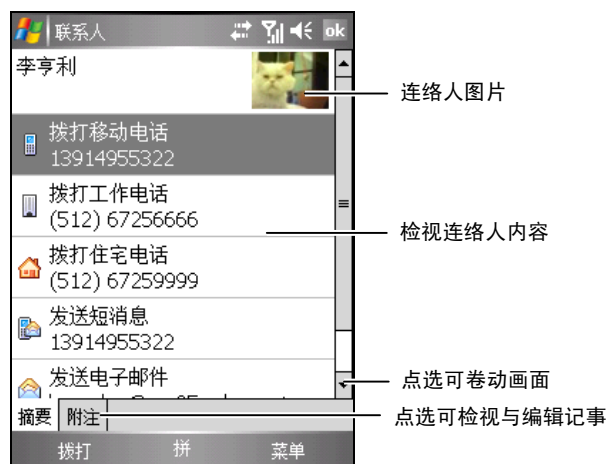 联系人 ok
李亨利
连络人图片
拨打移动电话
13914955322
拨打工作电话
(512) 67256666
检视连络人内容
拨打住宅电话
(512) 67259999
发送短消息
13914955322
发送电子邮件
点选可卷动画面
摘要 附注
点选可检视与编辑记事
拨打 拼 菜单